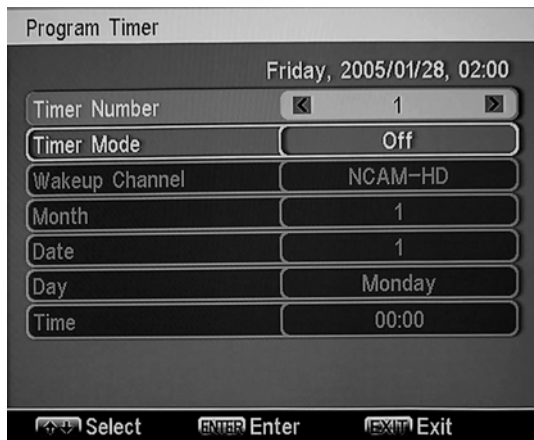 Program Timer
Friday, 2005/01/28, 02:00
Timer Number 1
Timer Mode Off
Wakeup Channel NCAM-HD
Month 1
Date 1
Day Monday
Time 00:00
Select ENTER Enter EXIT Exit